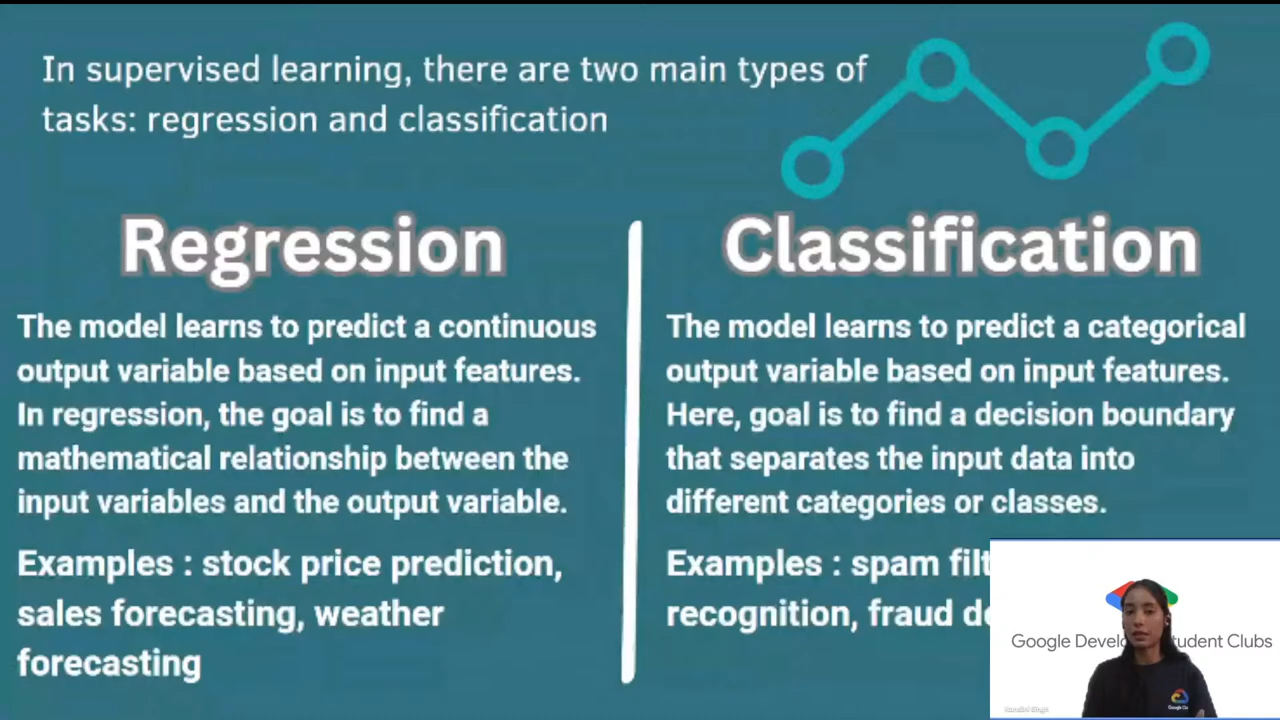 In supervised learning, there are two main types of
tasks: regression and classification
Regression
The model learns to predict a continuous
output variable based on input features.
In regression, the goal is to find a
mathematical relationship between the
input variables and the output variable.
Examples : stock price prediction,
sales forecasting, weather
forecasting
Classification
The model learns to predict a categorical
output variable based on input features.
Here, goal is to find a decision boundary
that separates the input data into
different categories or classes.
Examples : spam
recognition, fraud
Google Student Clubs